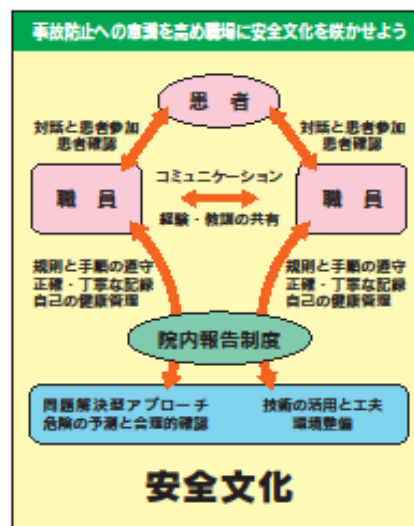 事故防止への意識を高め職場に安全文化を咲かせよう
患 者
対話と患者参加
患者確認
対話と患者参加
患者確認
職 員
コミュニケーション
経験・教訓の共有
職 員
規則と手順の遵守
正確・丁寧な記録
自己の健康管理
規則と手順の遵守
正確・丁寧な記録
自己の健康管理
院内報告制度
問題解決型アプローチ
危険の予測と合理的確認
技術の活用と工夫
環境整備
安全文化